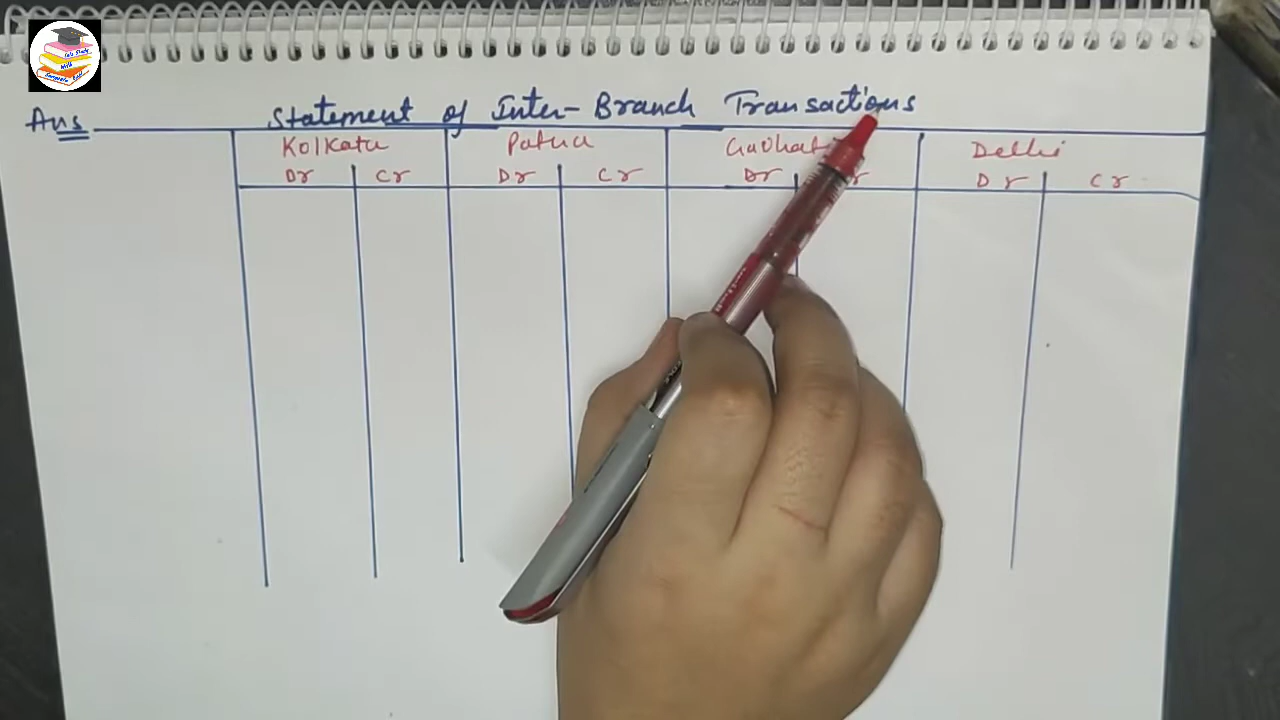 Ans Statement of Inter-Branch Transactions
Kolkata Patna Delhi
Dr Cr Dr Cr Dr Dr Cr